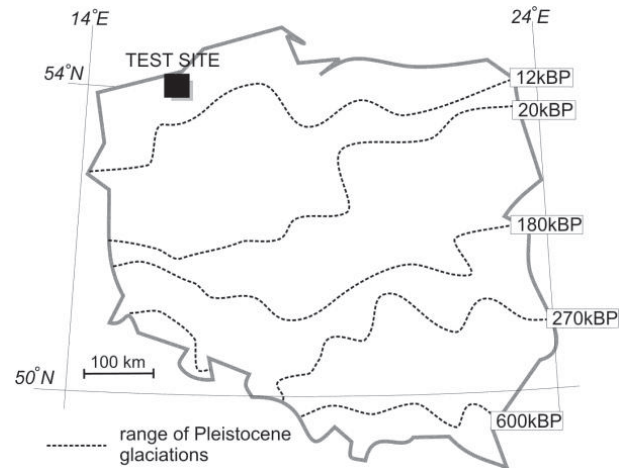 14°E
24°E
TEST SITE
54°N
12kBP
20kBP
180kBP
270kBP
100 km
50°N
600kBP
range of Pleistocene
glaciations